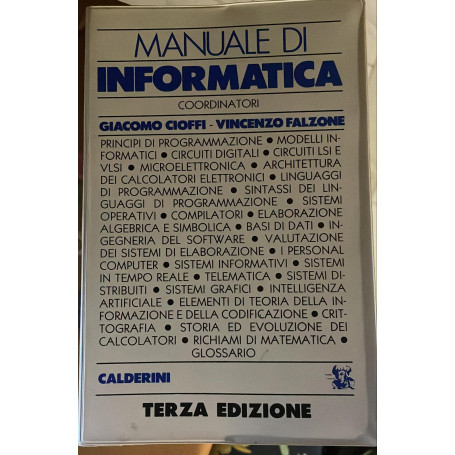 MANUALE DI
INFORMATICA
COORDINATORI
GIACOMO CIOFFI - VINCENZO FALZONE
PRINCIPI DI PROGRAMMAZIONE ● MODELLI IN-
FORMATICI ● CIRCUITI DIGITALI ● CIRCUITI LSI E
VLSI ● MICROELETTRONICA ● ARCHITETTURA
DEI CALCOLATORI ELETTRONICI ● LINGUAGGI
DI PROGRAMMAZIONE ● SINTASSI DEI LIN-
GUAGGI DI PROGRAMMAZIONE ● SISTEMI
OPERATIVI ● COMPILATORI ● ELABORAZIONE
ALGEBRICA E SIMBOLICA ● BASI DI DATI ● IN-
GEGNERIA DEL SOFTWARE ● VALUTAZIONE
DEI SISTEMI DI ELABORAZIONE ● I PERSONAL
COMPUTER ● SISTEMI INFORMATIVI ● SISTEMI
IN TEMPO REALE ● TELEMATICA ● SISTEMI DI-
STRIBUITI ● SISTEMI GRAFICI ● INTELLIGENZA
ARTIFICIALE ● ELEMENTI DI TEORIA DELLA IN-
FORMAZIONE E DELLA CODIFICAZIONE ● CRIT-
TOGRAFIA ● STORIA ED EVOLUZIONE DEI
CALCOLATORI ● RICHIAMI DI MATEMATICA ●
GLOSSARIO
CALDERINI
TERZA EDIZIONE